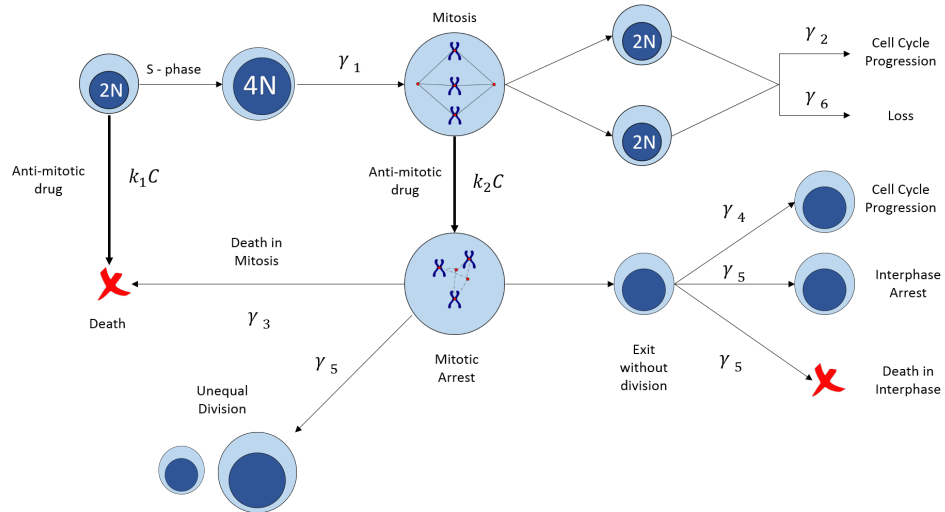 Mitosis
2N
S - phase
4N
γ 1
2N
2N
γ 2
Cell Cycle
Progression
γ 6
Loss
Anti-mitotic
drug
k1C
Anti-mitotic
drug
k2C
Cell Cycle
Progression
γ 4
Death in
Mitosis
γ 5
Interphase
Arrest
Death
γ 3
Mitotic
Arrest
Exit
without
division
γ 5
Death in
Interphase
γ 5
Unequal
Division